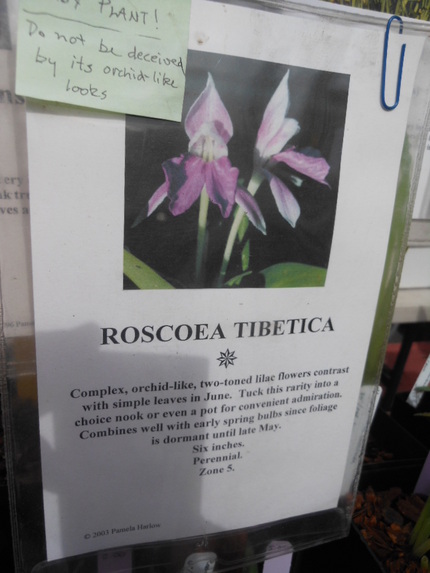 PLANT!
Do not be deceived
by its orchid-like
looks
ROSCOEA TIBETICA
Complex, orchid-like, two-toned lilac flowers contrast
with simple leaves in June. Tuck this rarity into a
choice nook or even a pot for convenient admiration.
Combines well with early spring bulbs since foliage
is dormant until late May.
Six inches.
Perennial.
Zone 5.
© 2003 Pamela Harlow